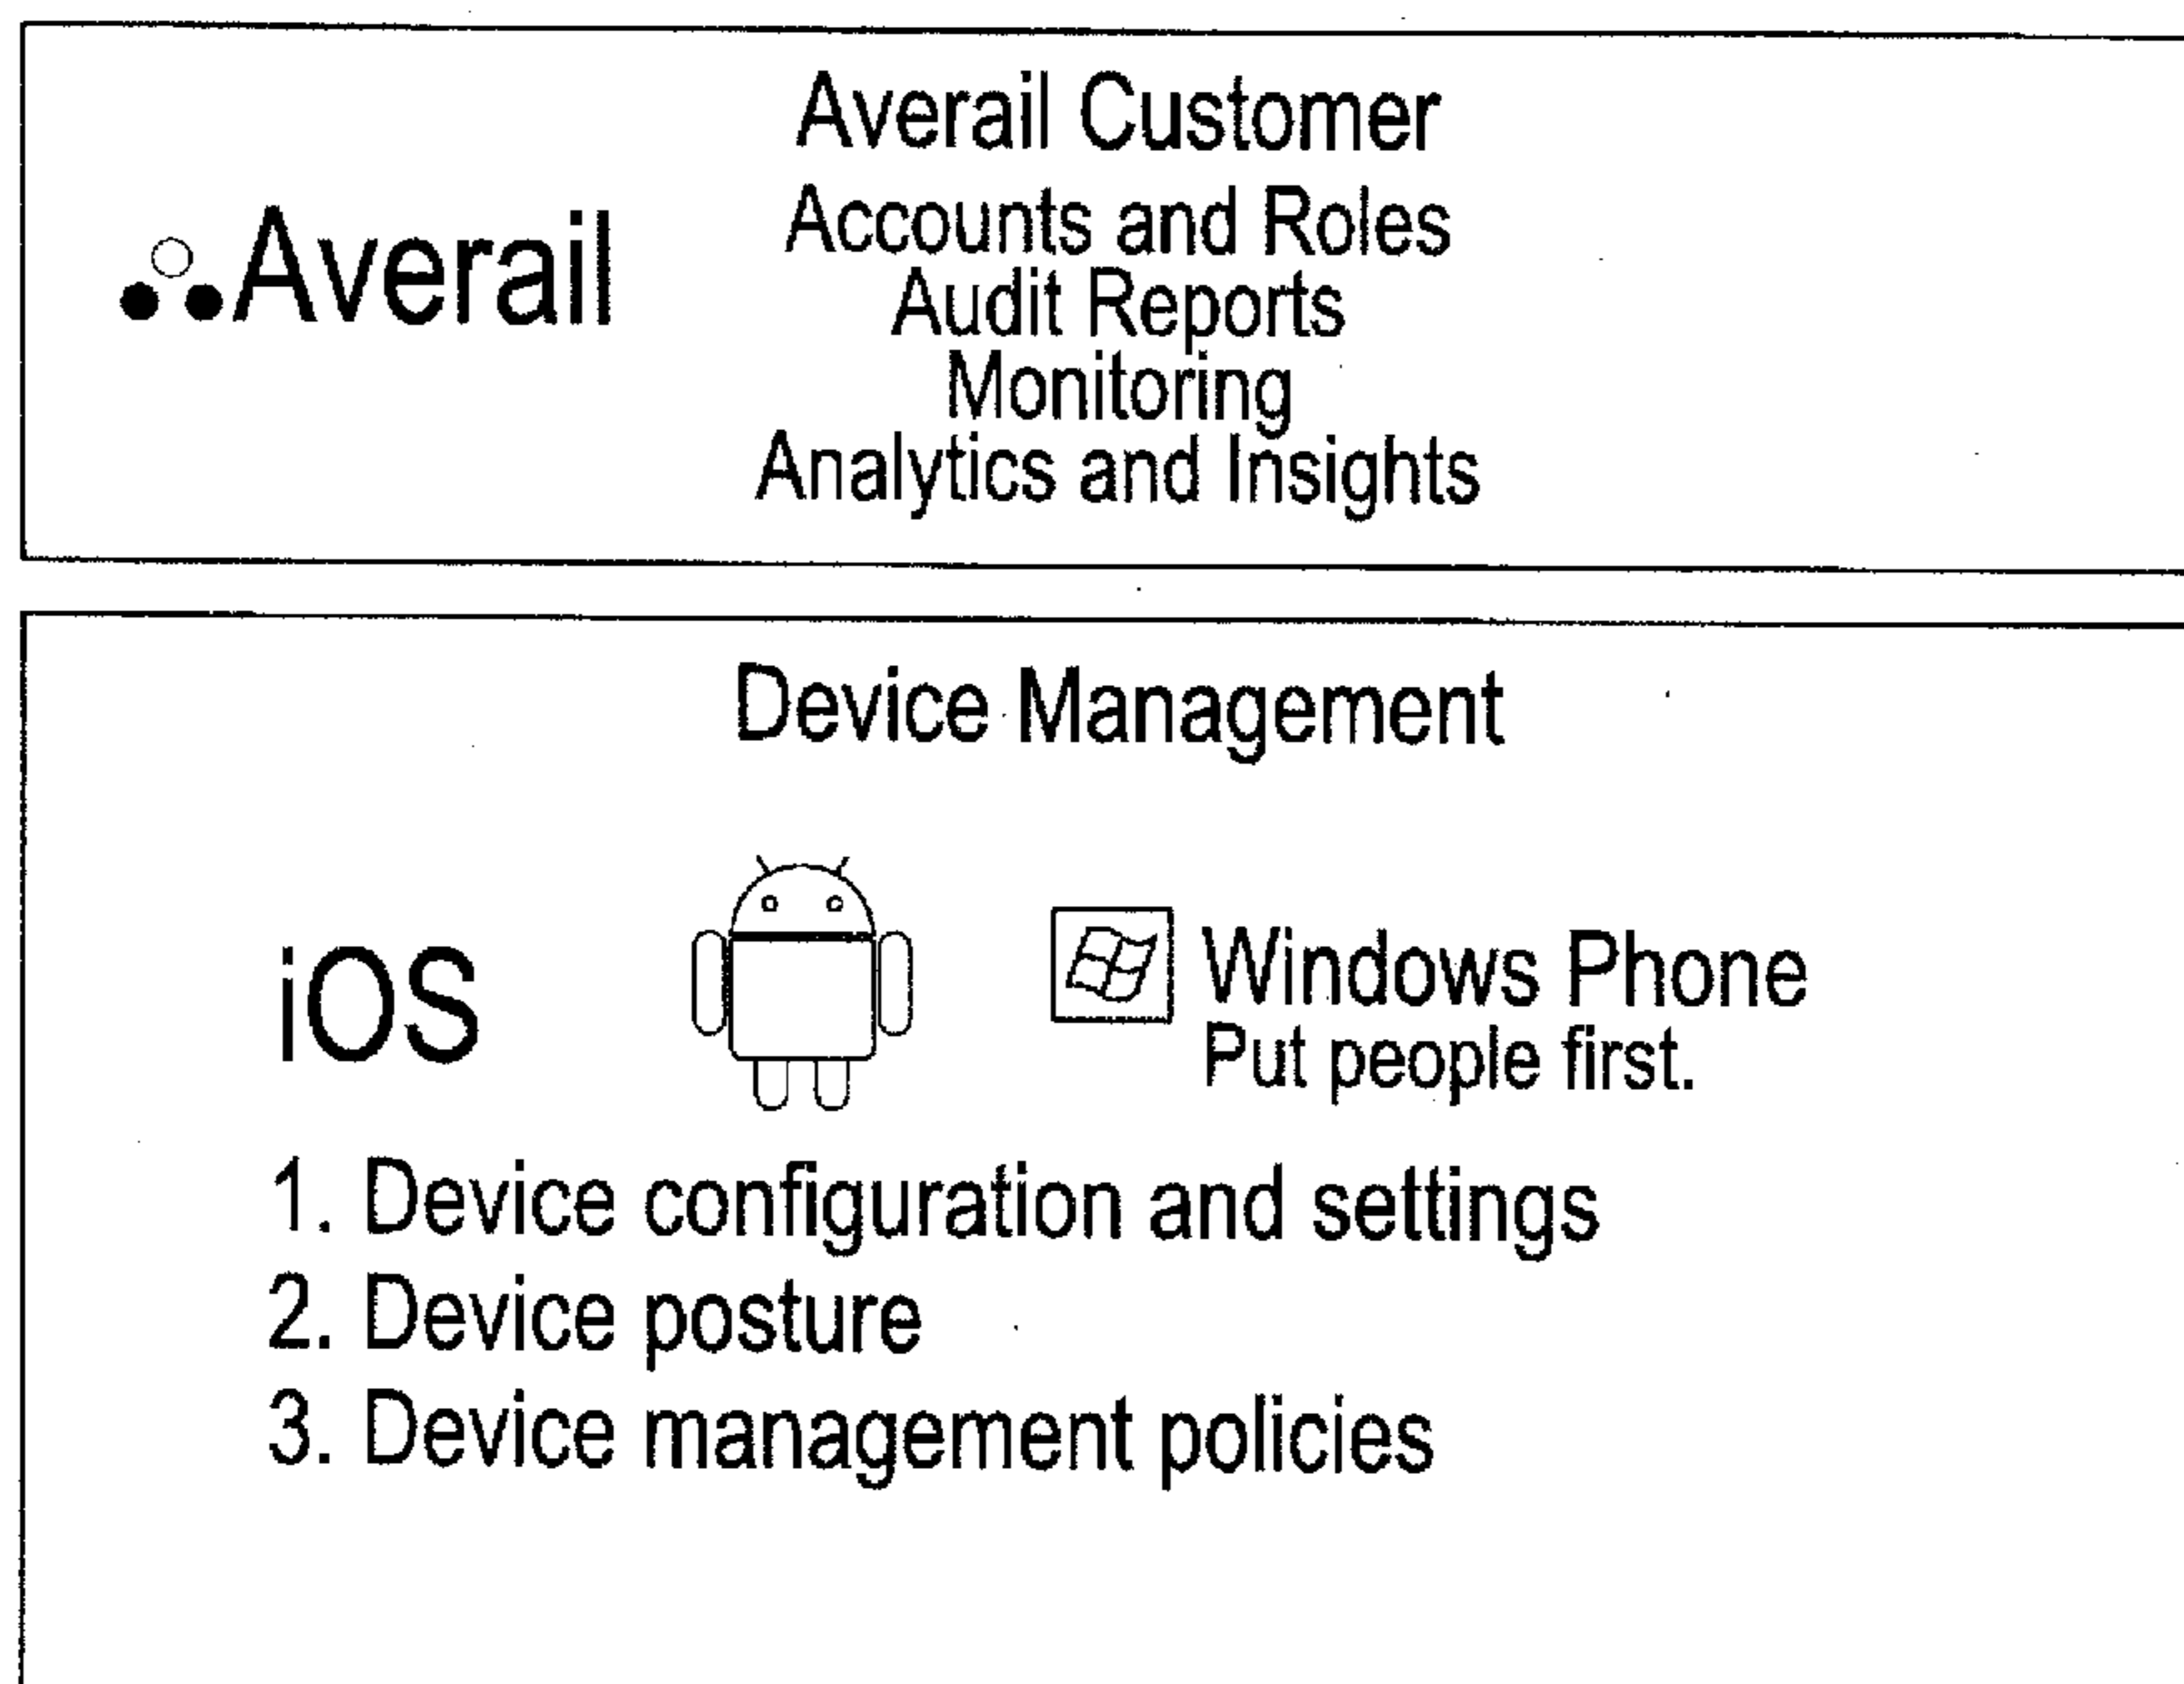 Averail Customer
Averail
Accounts and Roles
Audit Reports
Monitoring
Analytics and Insights
Device Management
iOS
Windows Phone
Put people first.
1. Device configuration and settings
2. Device posture
3. Device management policies